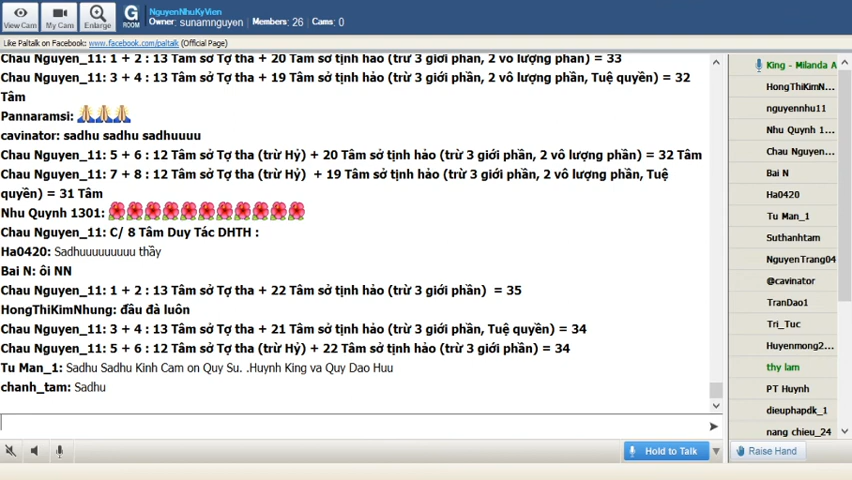 NguyenNhuKyVien
G Owner: sunamnguyen Members: 26 Cams: 0
View Cam My Cam Enlarge ROOM
Like Paltalk on Facebook: www.facebook.com/paltalk (Official Page)
Chau Nguyen_11: 1 + 2 : 13 Tâm sở Tợ tha + 20 Tâm sở tịnh hảo (trừ 3 giới phần, 2 vô lượng phần) = 33
Chau Nguyen_11: 3 + 4 : 13 Tâm sở Tợ tha + 19 Tâm sở tịnh hảo (trừ 3 giới phần, 2 vô lượng phần, Tuệ quyền) = 32
Tâm
Pannaramsi:
cavinator: sadhu sadhu sadhuuuu
Chau Nguyen_11: 5 + 6 : 12 Tâm sở Tợ tha (trừ Hỷ) + 20 Tâm sở tịnh hảo (trừ 3 giới phần, 2 vô lượng phần) = 32 Tâm
Chau Nguyen_11: 7 + 8 : 12 Tâm sở Tợ tha (trừ Hỷ) + 19 Tâm sở tịnh hảo (trừ 3 giới phần, 2 vô lượng phần, Tuệ
quyền) = 31 Tâm
Nhu Quynh 1301:
Chau Nguyen_11: C/ 8 Tâm Duy Tác DHTH :
Ha0420: Sadhuuuuuuuuu thầy
Bai N: ôi NN
Chau Nguyen_11: 1 + 2 : 13 Tâm sở Tợ tha + 22 Tâm sở tịnh hảo (trừ 3 giới phần) = 35
HongThiKimNhung: đầu đà luôn
Chau Nguyen_11: 3 + 4 : 13 Tâm sở Tợ tha + 21 Tâm sở tịnh hảo (trừ 3 giới phần, Tuệ quyền) = 34
Chau Nguyen_11: 5 + 6 : 12 Tâm sở Tợ tha (trừ Hỷ) + 22 Tâm sở tịnh hảo (trừ 3 giới phần) = 34
Tu Man_1: Sadhu Sadhu Kinh Cam on Quy Su. .Huynh King va Quy Dao Huu
chanh_tam: Sadhu
King - Milanda A
HongThiKimN...
nguyennhu11
Nhu Quynh 1...
Chau Nguyen...
Bai N
Ha0420
Tu Man_1
Suthanhtam
NguyenTrang04
@cavinator
TranDao1
Tri_Tuc
Huyenmong2...
thy lam
PT Huynh
dieuphapdk_1
nang chieu_24
Hold to Talk
Raise Hand